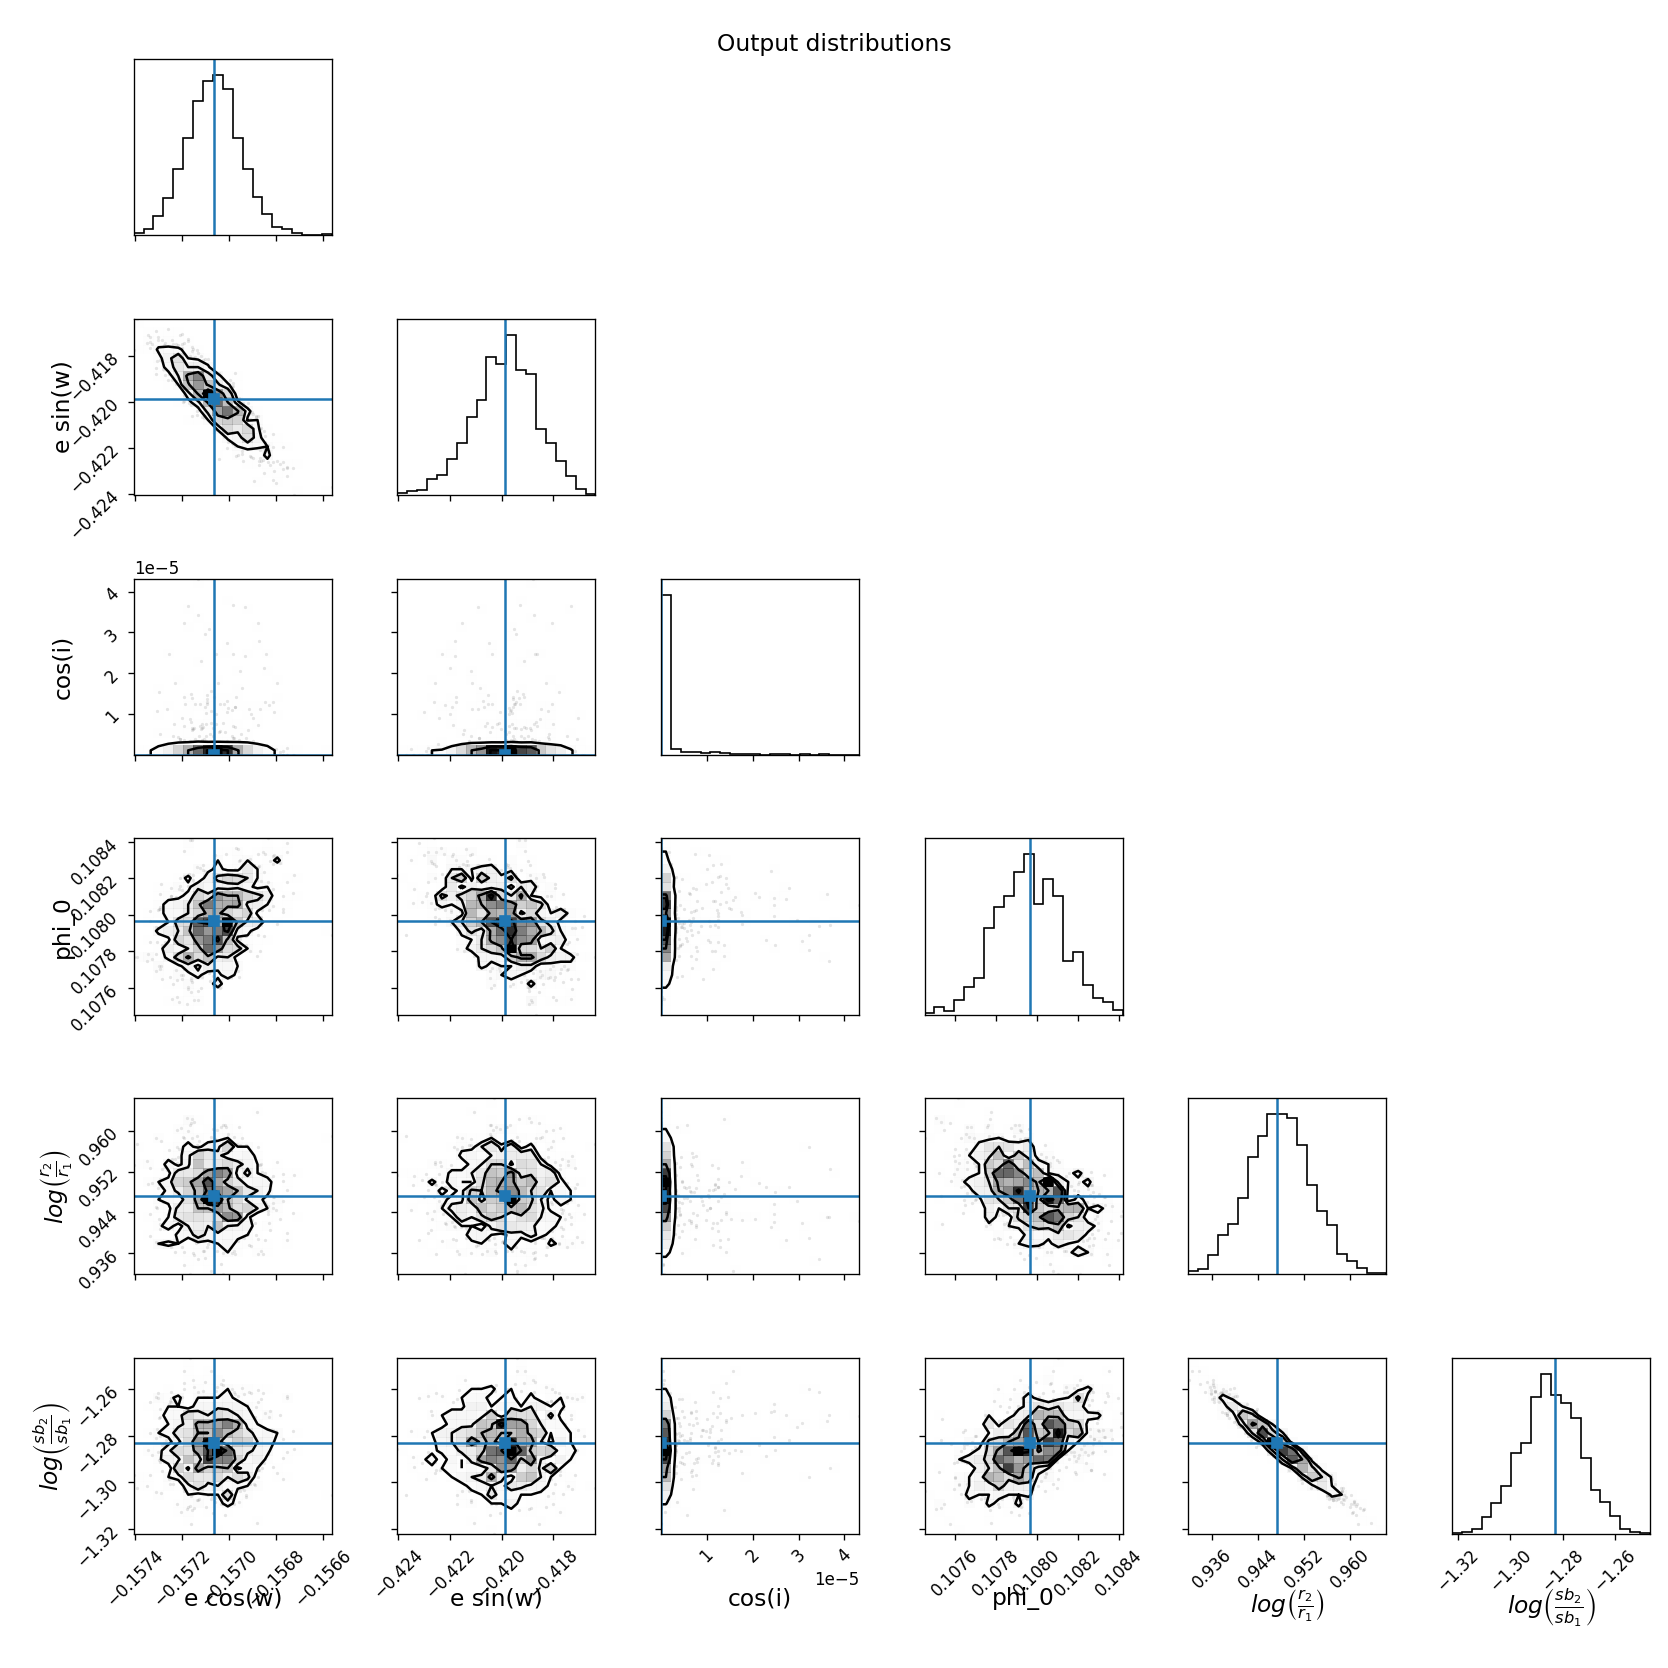 Output distributions
e sin(w)
−0.418
−0.420
−0.422
−0.424
1e−5
cos(i)
4
3
2
1
phi_0
0.1084
0.1082
0.1080
0.1078
0.1076
log(r₂/r₁)
0.960
0.952
0.944
0.936
log(sb₂/sb₁)
−1.26
−1.28
−1.30
−1.32
−0.1574 −0.1572 −0.1570 −0.1568 −0.1566
−0.424 −0.422 −0.420 −0.418
1 2 3 4
1e−5
0.1076 0.1078 0.1080 0.1082 0.1084
0.936 0.944 0.952 0.960
−1.32 −1.30 −1.28 −1.26
e cos(w) e sin(w) cos(i) phi_0 log(r₂/r₁) log(sb₂/sb₁)